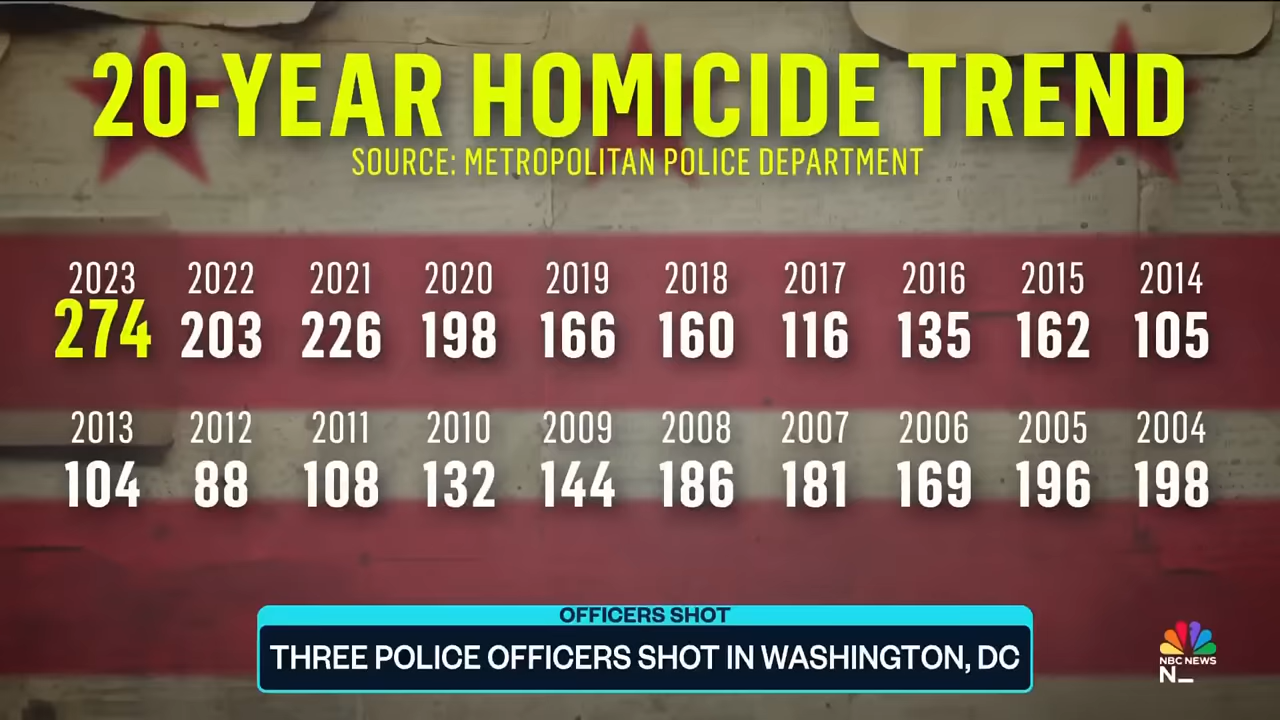 20-YEAR HOMICIDE TREND
SOURCE: METROPOLITAN POLICE DEPARTMENT
2023 2022 2021 2020 2019 2018 2017 2016 2015 2014
274 203 226 198 166 160 116 135 162 105
2013 2012 2011 2010 2009 2008 2007 2006 2005 2004
104 88 108 132 144 186 181 169 196 198
OFFICERS SHOT
THREE POLICE OFFICERS SHOT IN WASHINGTON, DC
NBC NEWS
N_